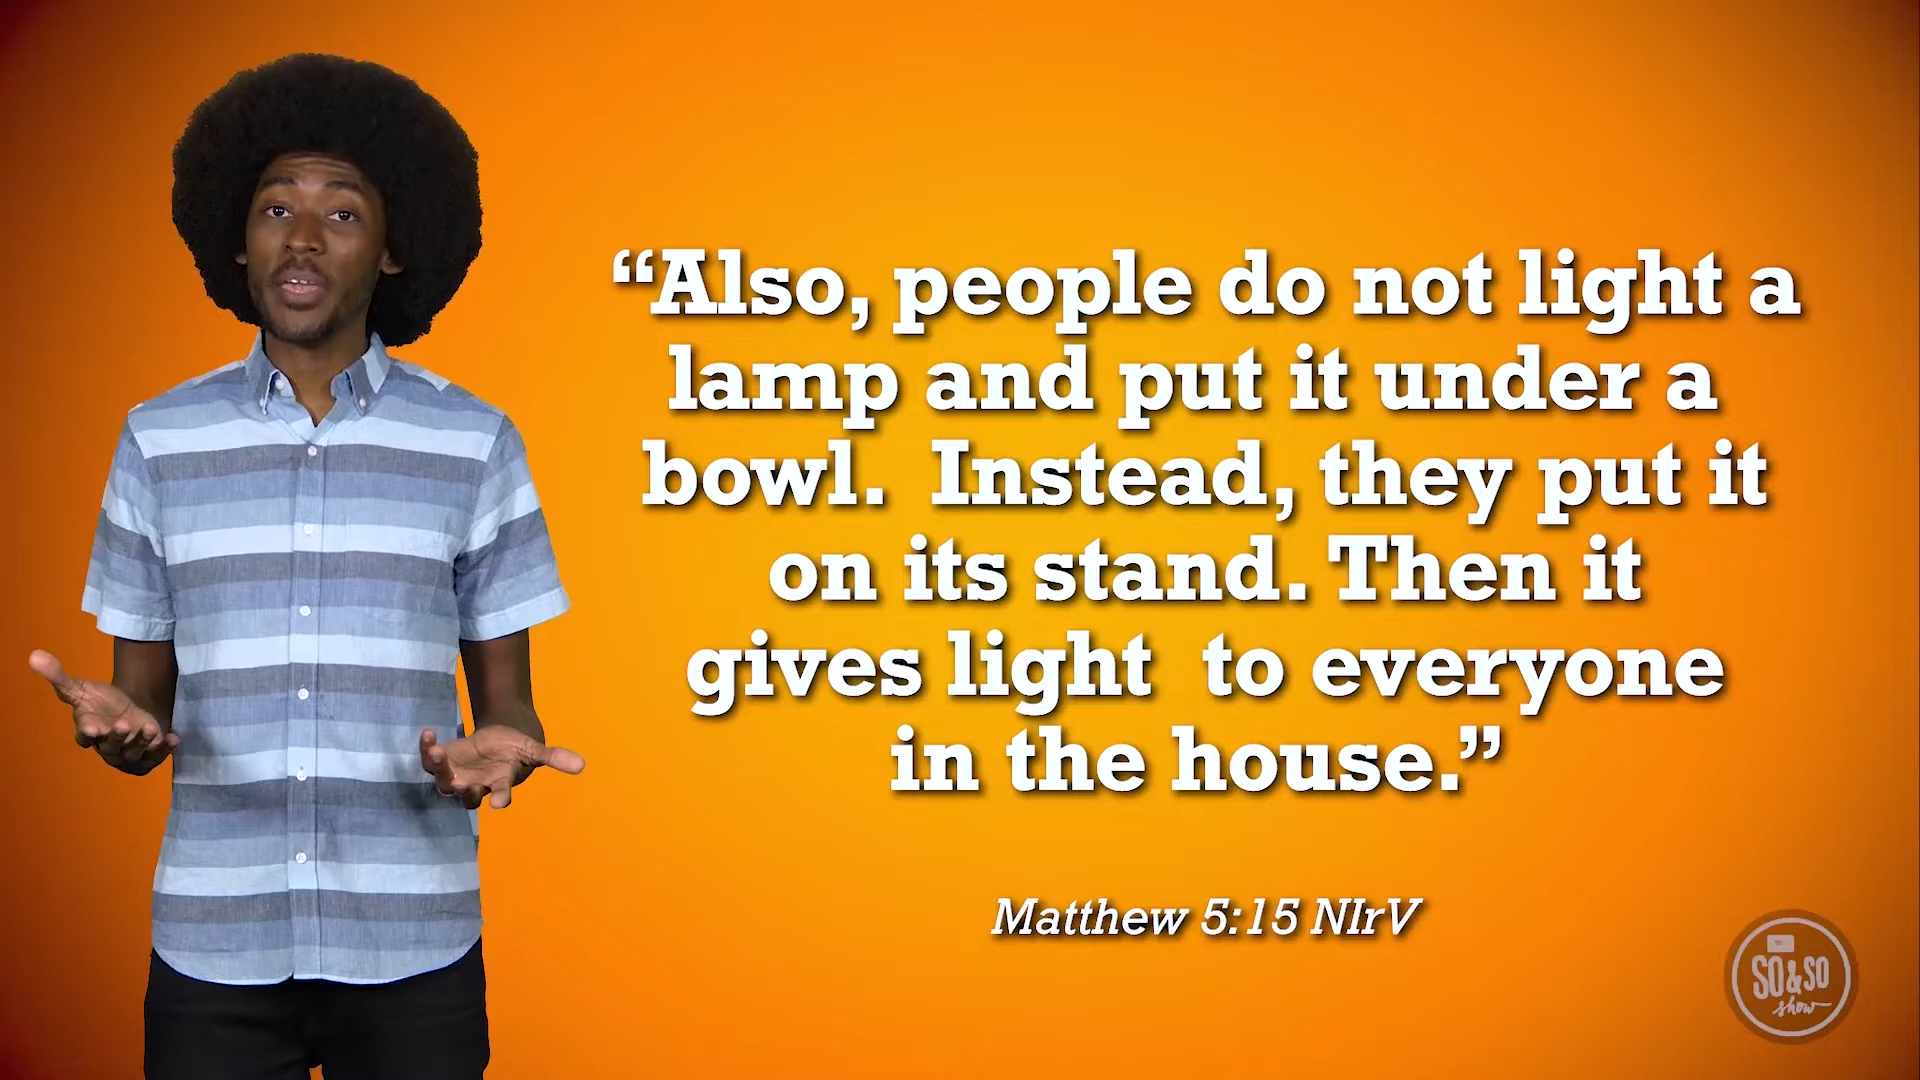 “Also, people do not light a
lamp and put it under a
bowl.  Instead, they put it
on its stand. Then it
gives light  to everyone
in the house.”
Matthew 5:15 NIrV
SO & SO
show